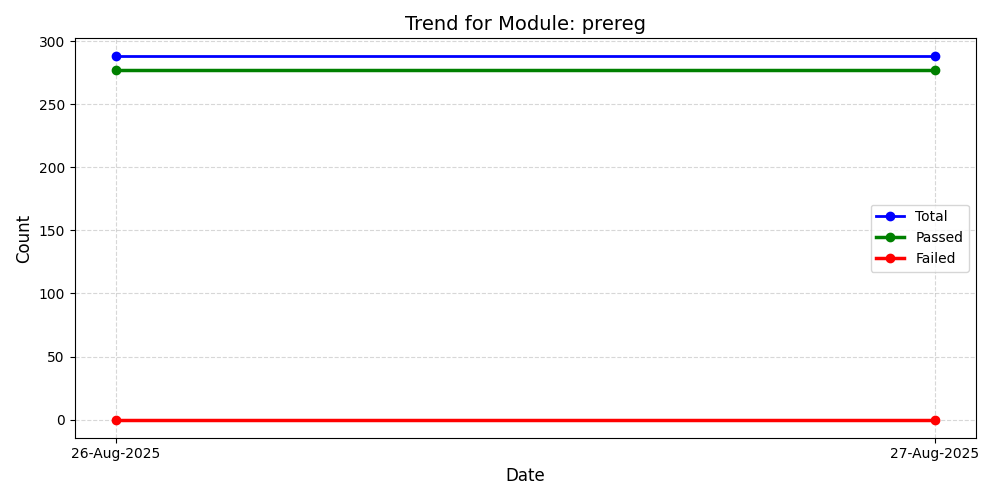 Trend for Module: prereg
300
250
200
150
100
50
0
Count
Total
Passed
Failed
26-Aug-2025
27-Aug-2025
Date